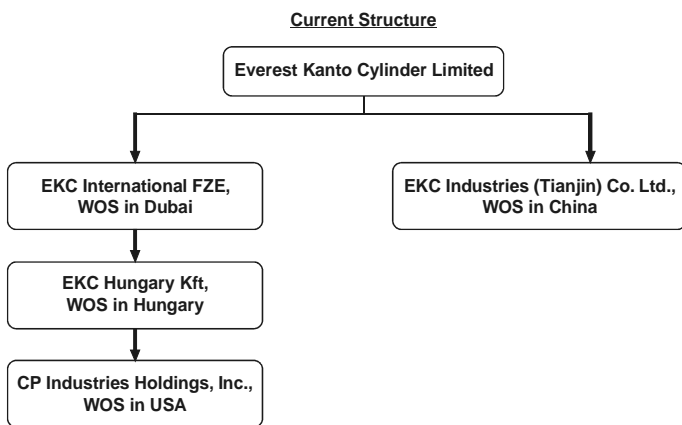 Current Structure
Everest Kanto Cylinder Limited
EKC International FZE,
WOS in Dubai
EKC Industries (Tianjin) Co. Ltd.,
WOS in China
EKC Hungary Kft,
WOS in Hungary
CP Industries Holdings, Inc.,
WOS in USA